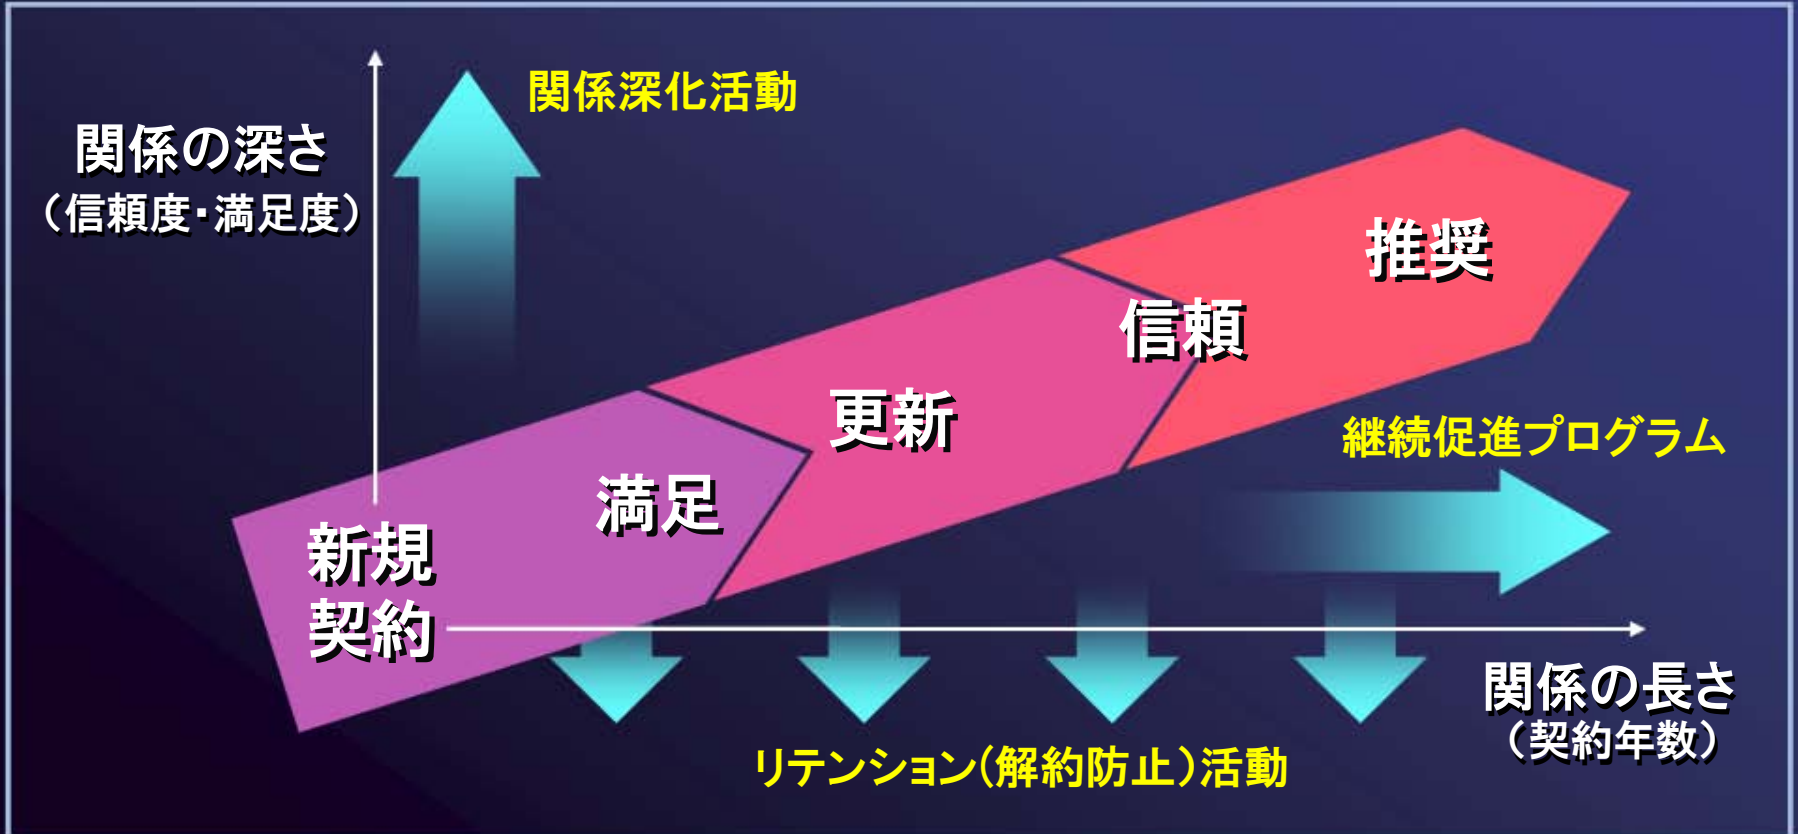 関係深化活動
関係の深さ
（信頼度・満足度）
推奨
信頼
更新
継続促進プログラム
満足
新規
契約
関係の長さ
（契約年数）
リテンション(解約防止)活動